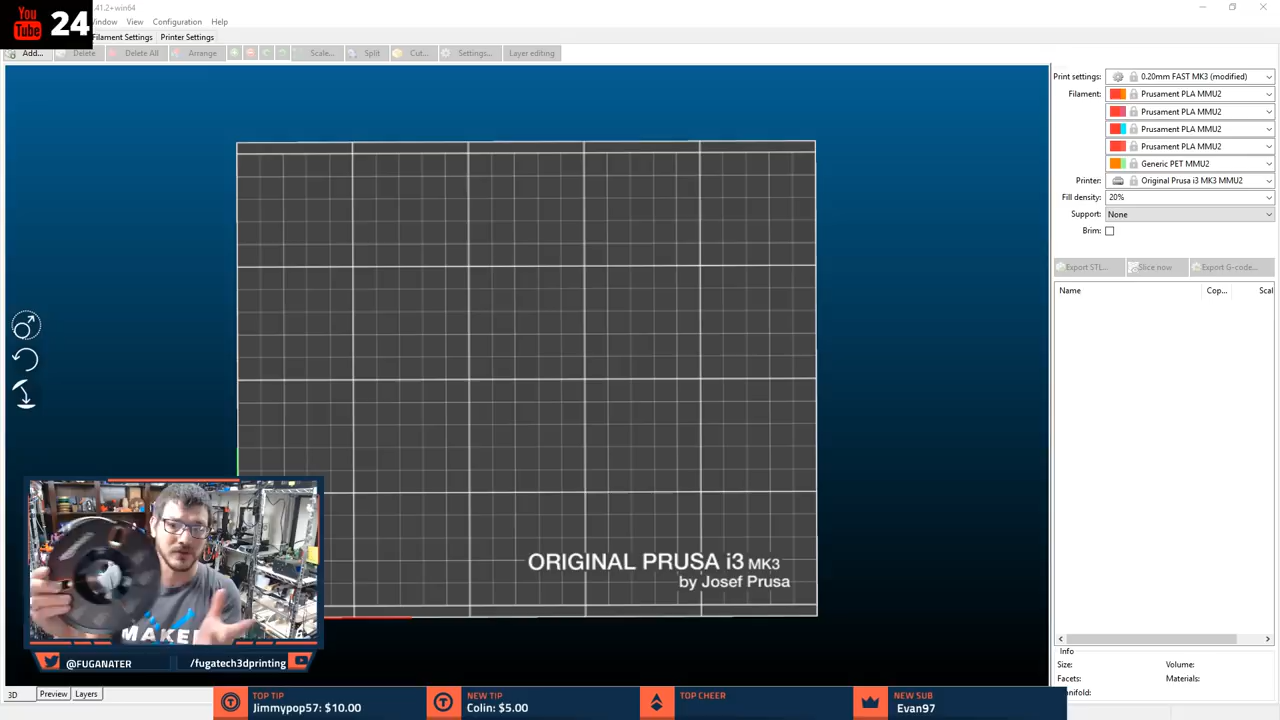 You
Tube
24
.41.2+win64
Window
View
Configuration
Help
Filament Settings
Printer Settings
Add...
Delete
Delete All
Arrange
Scale...
Split
Cut...
Settings...
Layer editing
Print settings:
0.20mm FAST MK3 (modified)
Filament:
Prusament PLA MMU2
Prusament PLA MMU2
Prusament PLA MMU2
Prusament PLA MMU2
Generic PET MMU2
Printer:
Original Prusa i3 MK3 MMU2
Fill density:
20%
Support:
None
Brim:
Export STL...
Slice now
Export G-code...
Name
Cop...
Scal
ORIGINAL PRUSA i3 MK3
by Josef Prusa
MAKE
@FUGANATER
/fugatech3dprinting
Info
Size:
Volume:
Facets:
Materials:
anifold:
3D
Preview
Layers
TOP TIP
Jimmypop57: $10.00
NEW TIP
Colin: $5.00
TOP CHEER
NEW SUB
Evan97